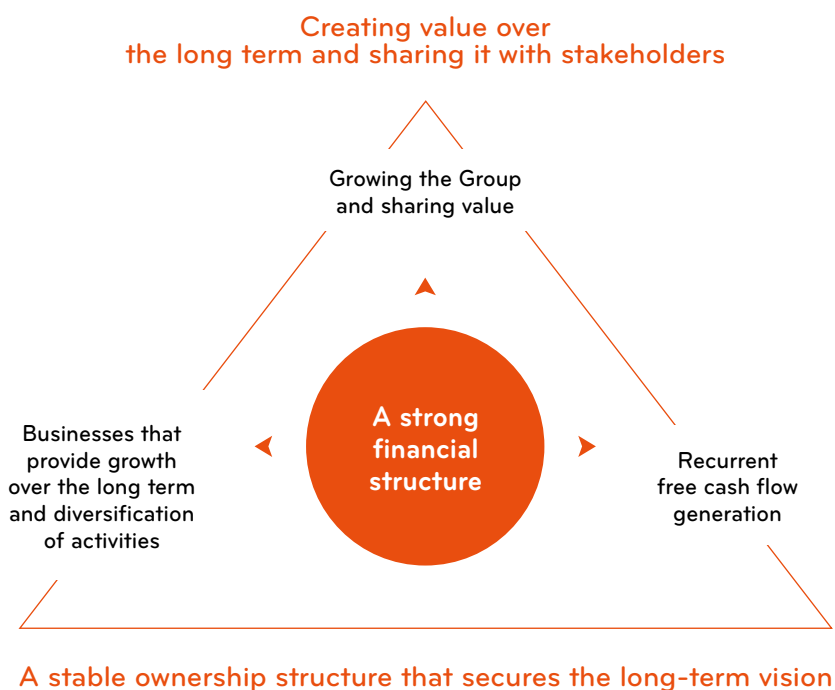 Creating value over
the long term and sharing it with stakeholders
Growing the Group
and sharing value
A strong
financial
structure
Businesses that
provide growth
over the long term
and diversification
of activities
Recurrent
free cash flow
generation
A stable ownership structure that secures the long-term vision